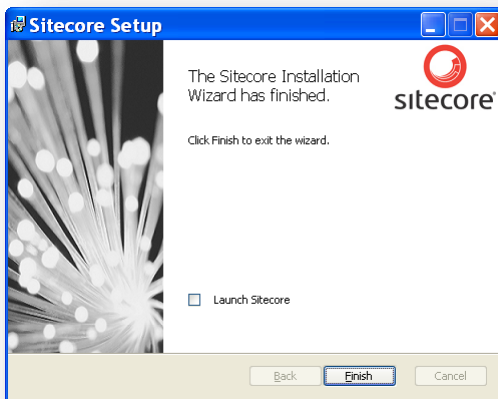 Sitecore Setup
The Sitecore Installation
Wizard has finished.
sitecore
Click Finish to exit the wizard.
Launch Sitecore
Back
Finish
Cancel